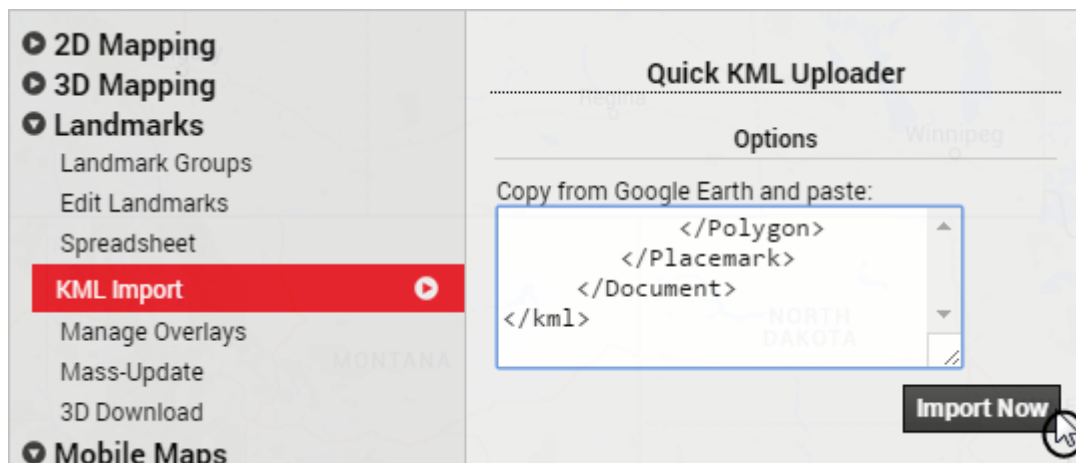 2D Mapping
3D Mapping
Landmarks
Landmark Groups
Edit Landmarks
Spreadsheet
KML Import
Manage Overlays
Mass-Update
3D Download
Mobile Maps
MONTANA
Quick KML Uploader
Regina
Options
Winnipeg
Copy from Google Earth and paste:
</Polygon>
</Placemark>
</Document>
</kml>
NORTH
DAKOTA
Import Now